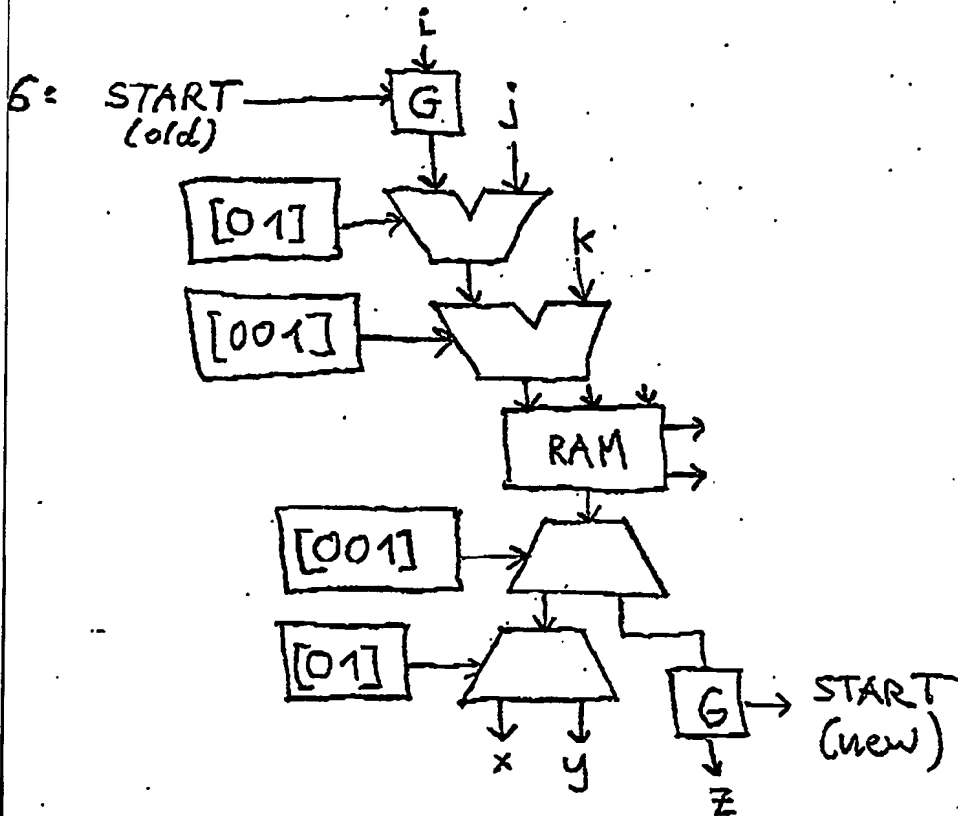 i
6: START
(old)
G
j
[01]
k
[001]
RAM
[001]
[01]
G
START
(new)
x
y
z